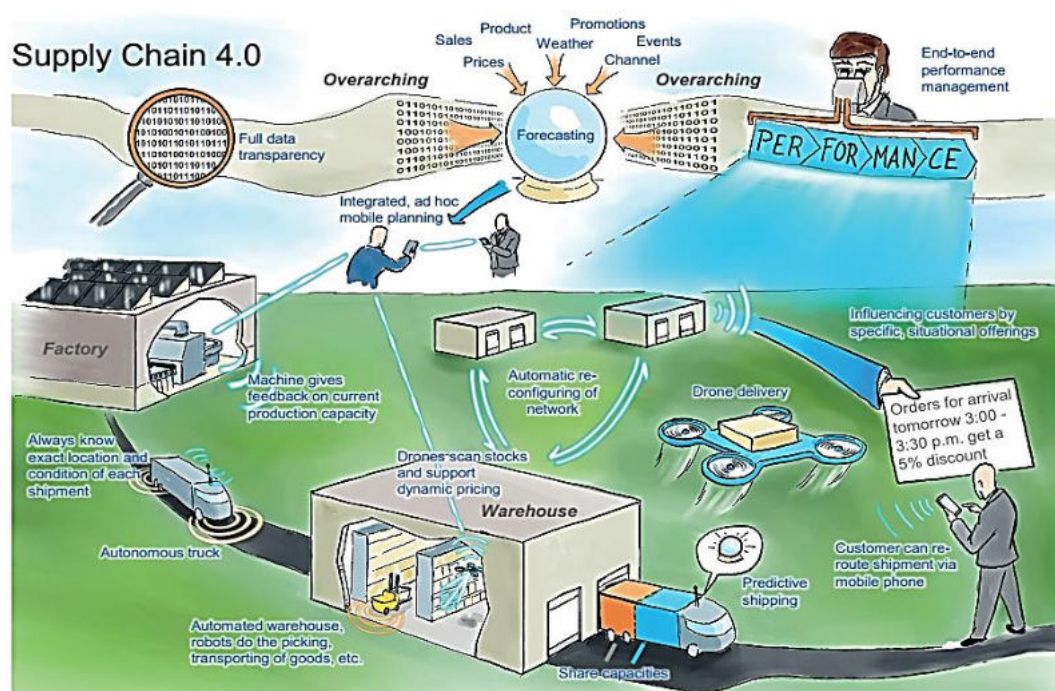 Supply Chain 4.0
Sales
Product
Promotions
Prices
Weather
Events
Channel
Overarching
Overarching
Forecasting
Full data
transparency
End-to-end
performance
management
PER FOR MAN CE
Integrated, ad hoc
mobile planning
Factory
Machine gives
feedback on current
production capacity
Automatic re-
configuring of
network
Influencing customers by
specific, situational offerings
Drone delivery
Orders for arrival
tomorrow 3:00 -
3:30 p.m. get a
5% discount
Always know
exact location and
condition of each
shipment
Autonomous truck
Drones scan stocks
and support
dynamic pricing
Warehouse
Automated warehouse,
robots do the picking,
transporting of goods, etc.
Predictive
shipping
Share capacities
Customer can re-
route shipment via
mobile phone